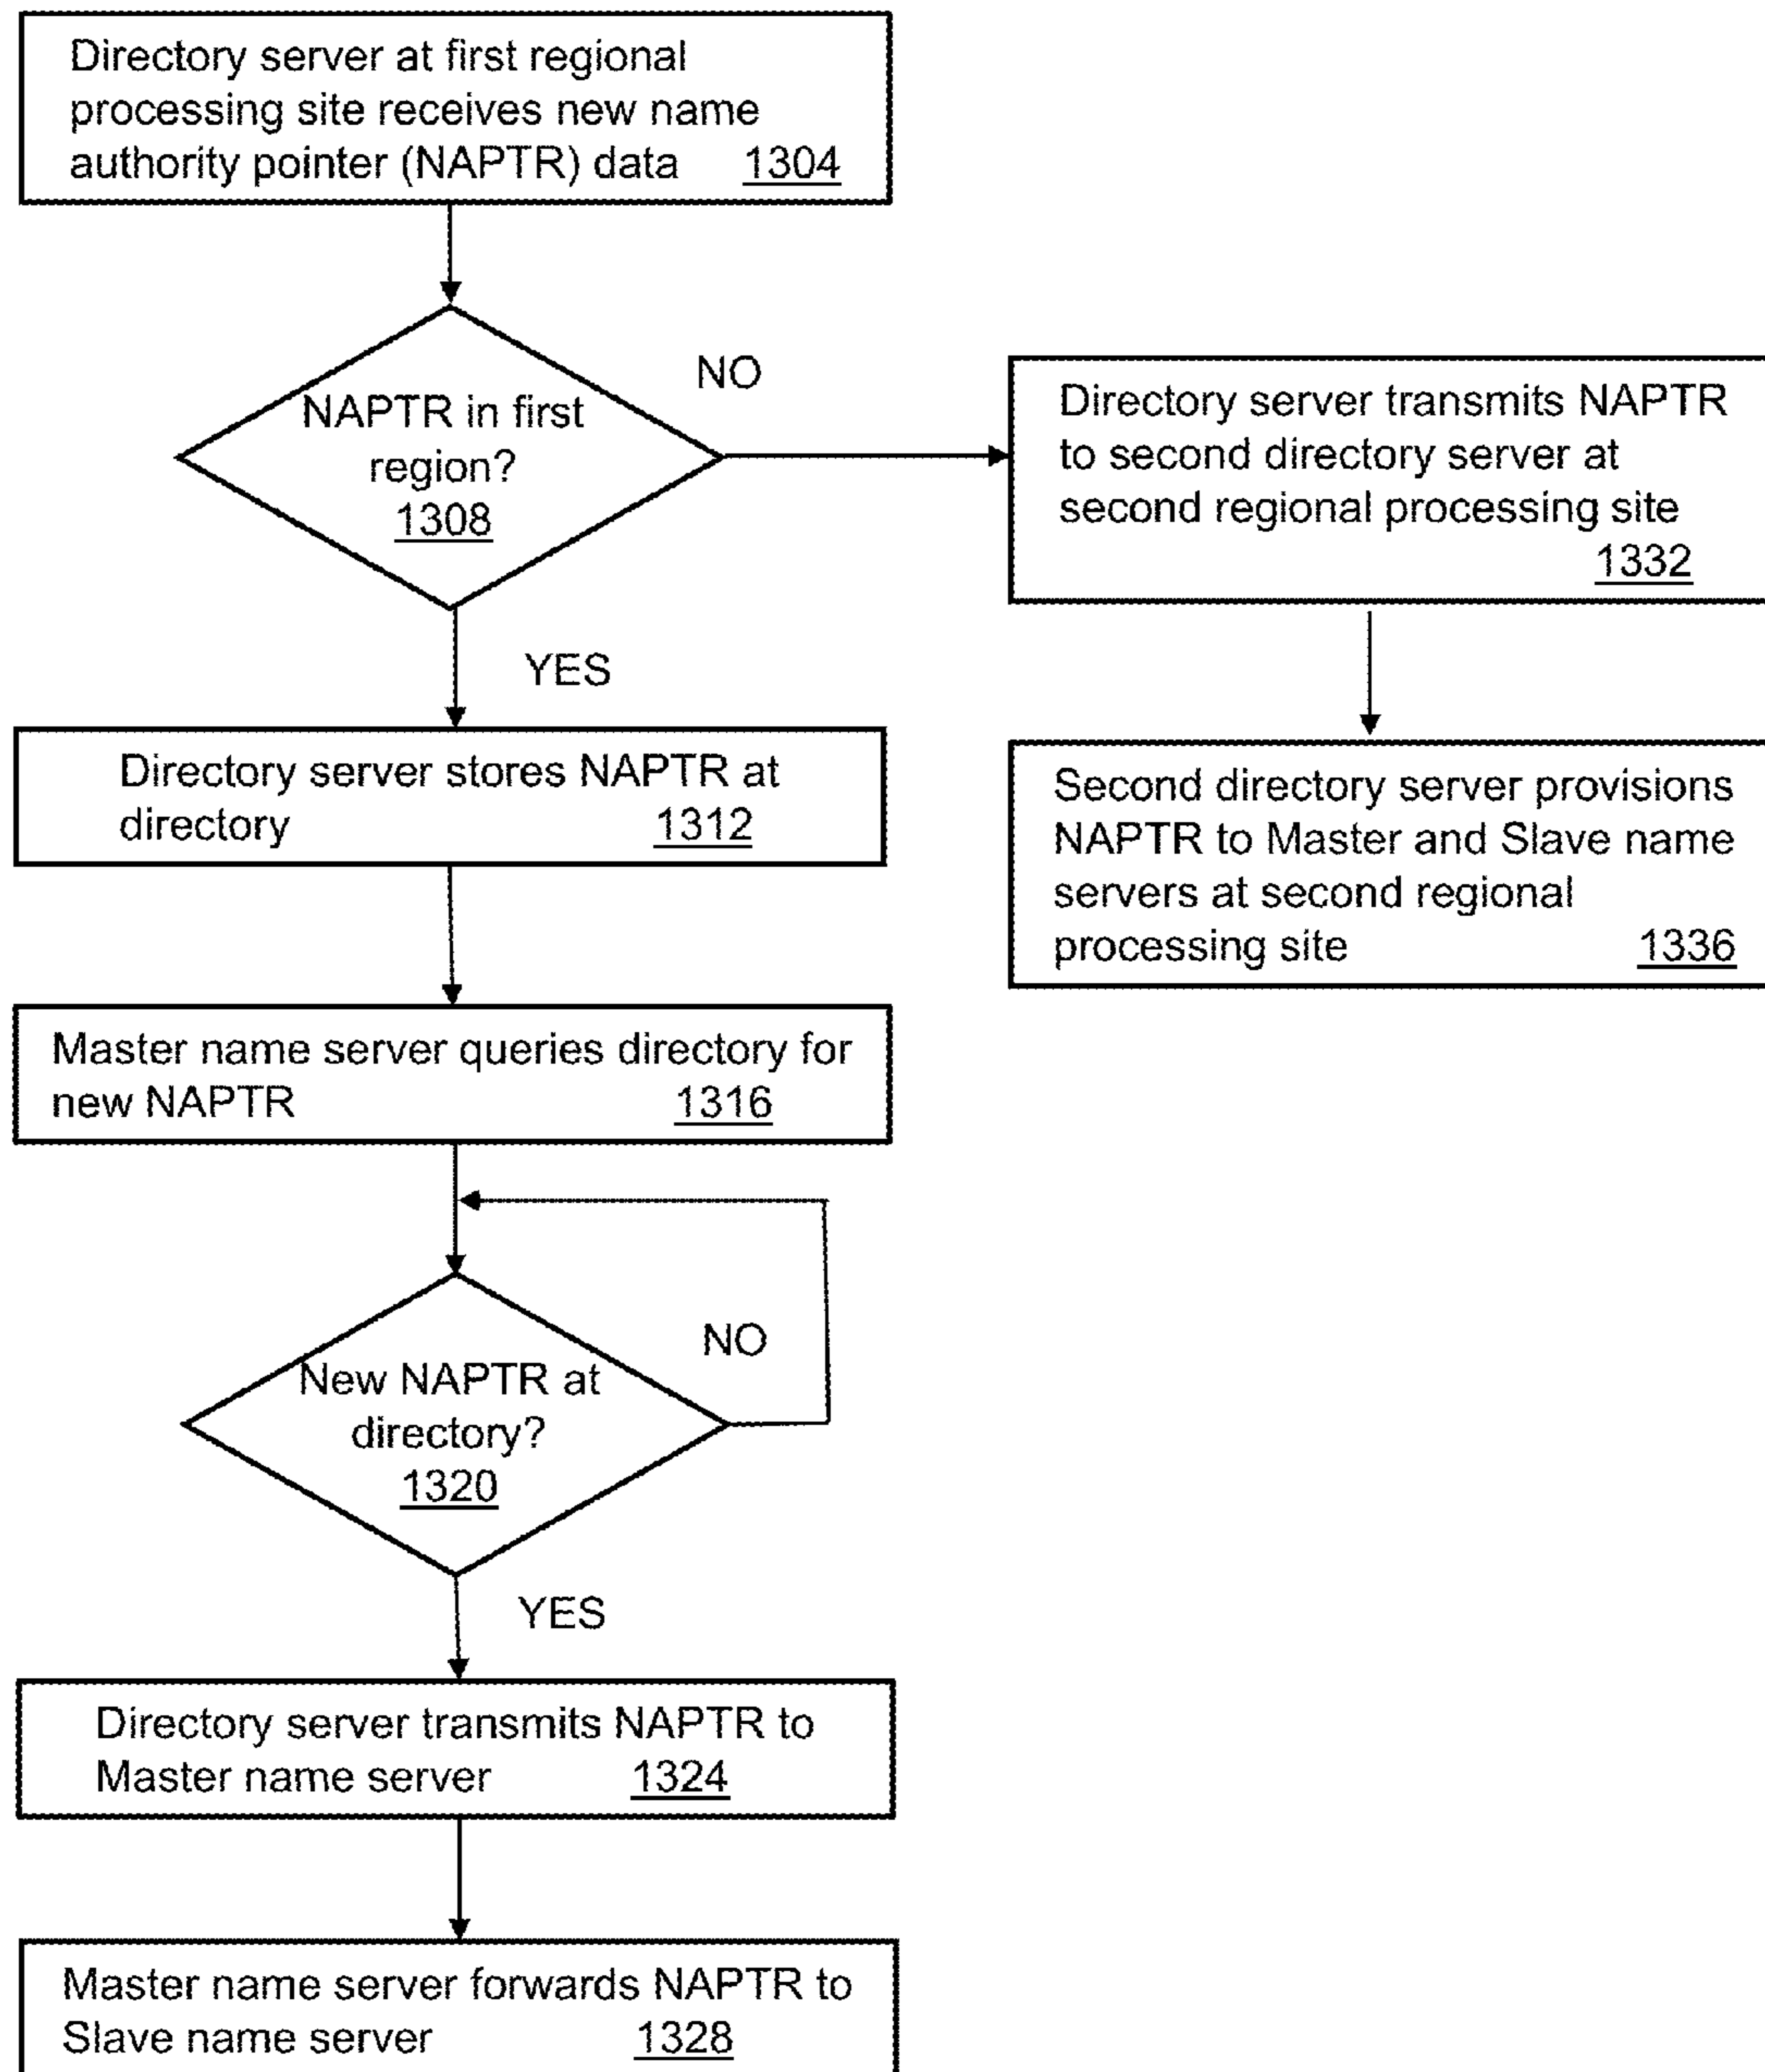 Directory server at first regional
processing site receives new name
authority pointer (NAPTR) data 1304
NAPTR in first
region?
1308
NO
Directory server transmits NAPTR
to second directory server at
second regional processing site
1332
YES
Directory server stores NAPTR at
directory 1312
Second directory server provisions
NAPTR to Master and Slave name
servers at second regional
processing site 1336
Master name server queries directory for
new NAPTR 1316
New NAPTR at
directory?
1320
NO
YES
Directory server transmits NAPTR to
Master name server 1324
Master name server forwards NAPTR to
Slave name server 1328